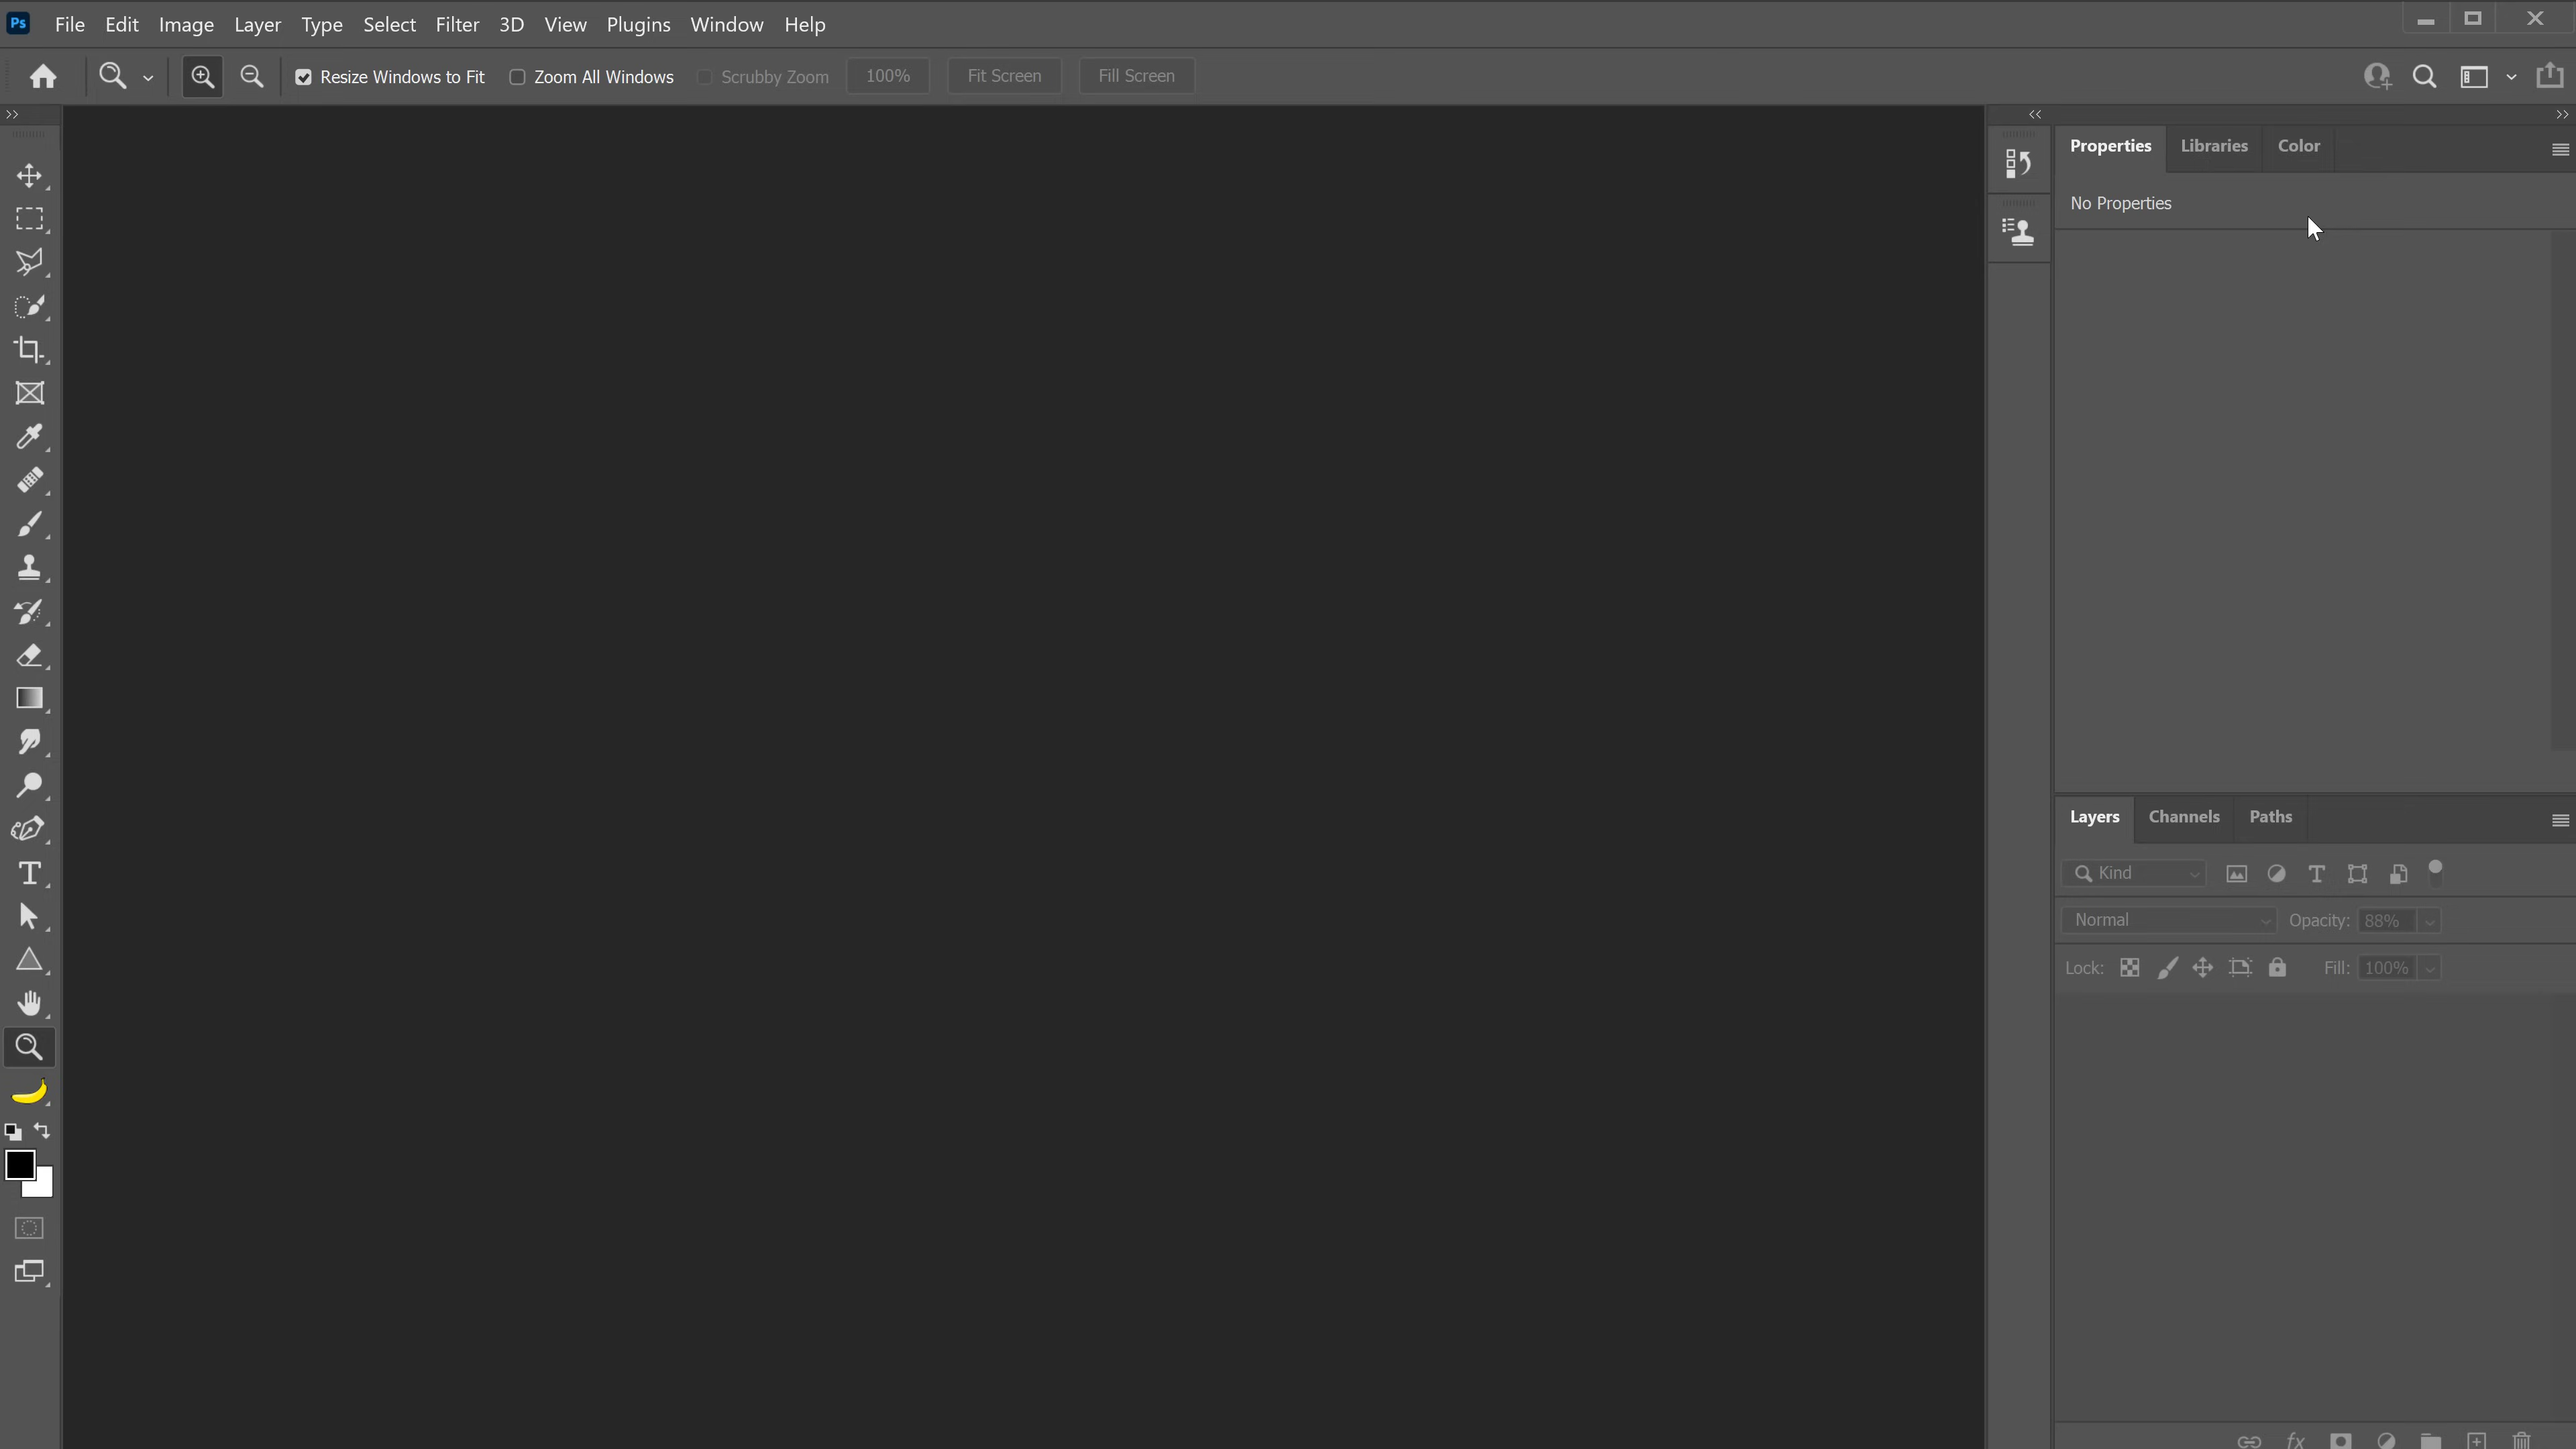 Ps File Edit Image Layer Type Select Filter 3D View Plugins Window Help
Resize Windows to Fit Zoom All Windows Scrubby Zoom 100% Fit Screen Fill Screen
Properties Libraries Color
No Properties
Layers Channels Paths
Kind
Normal Opacity: 88%
Lock: Fill: 100%
fx